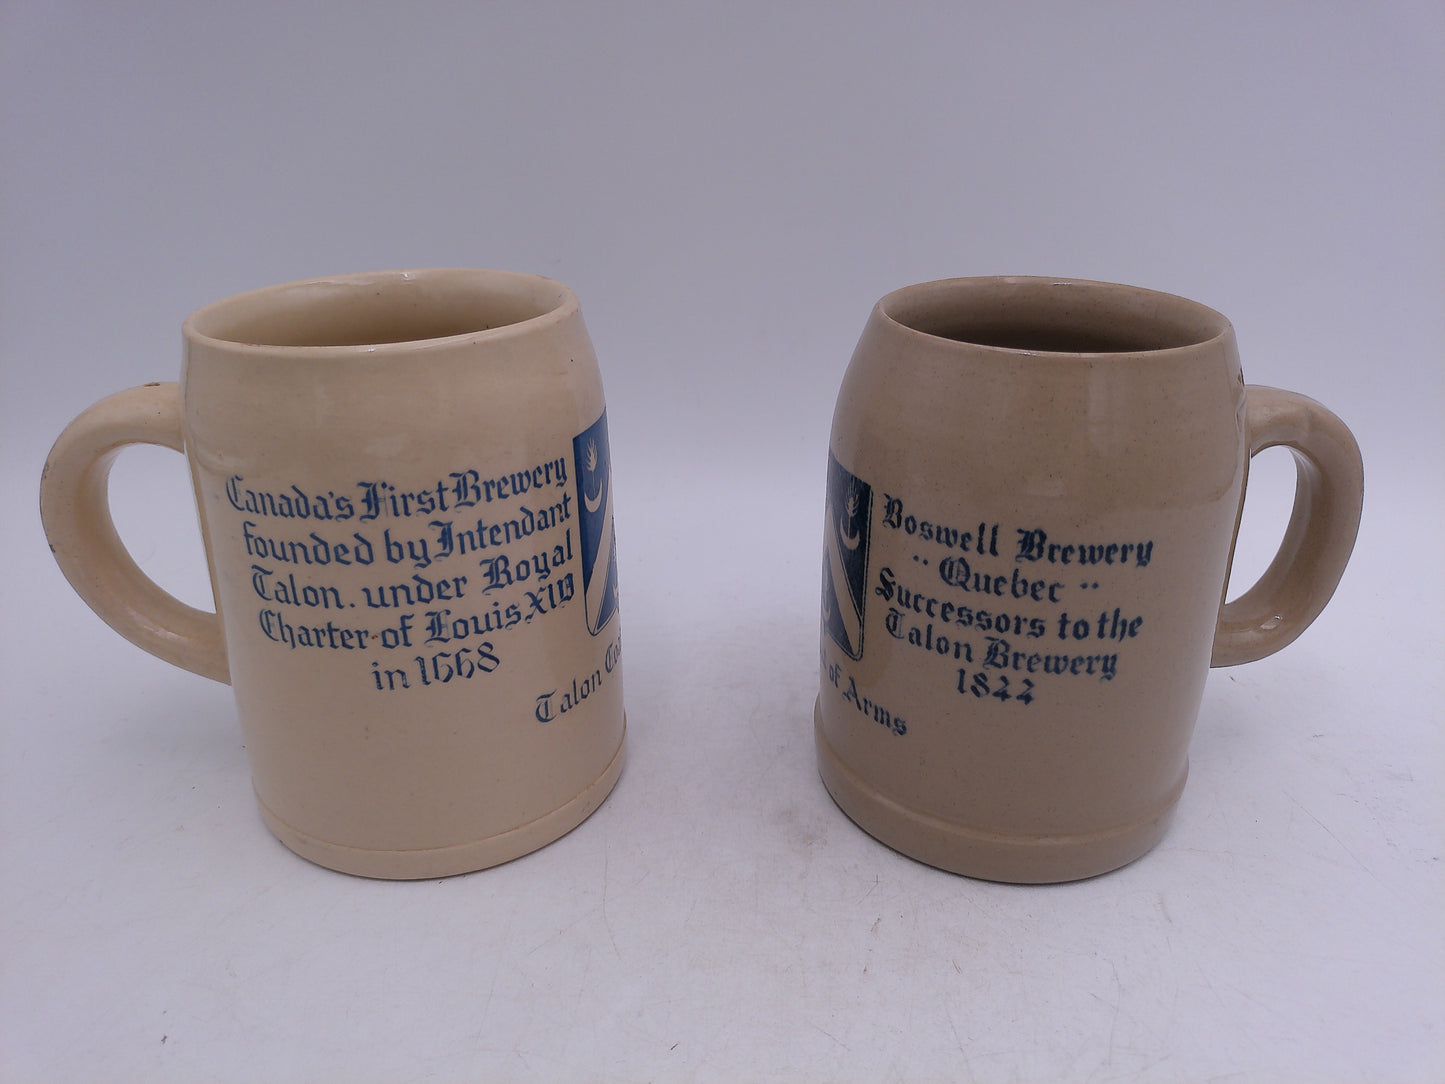 Canada's First Brewery
founded by Intendant
Talon. under Royal
Charter of Louis XIV
in 1668
Talon
Boswell Brewery
·· Quebec ··
Successors to the
Talon Brewery
1844
of Arms